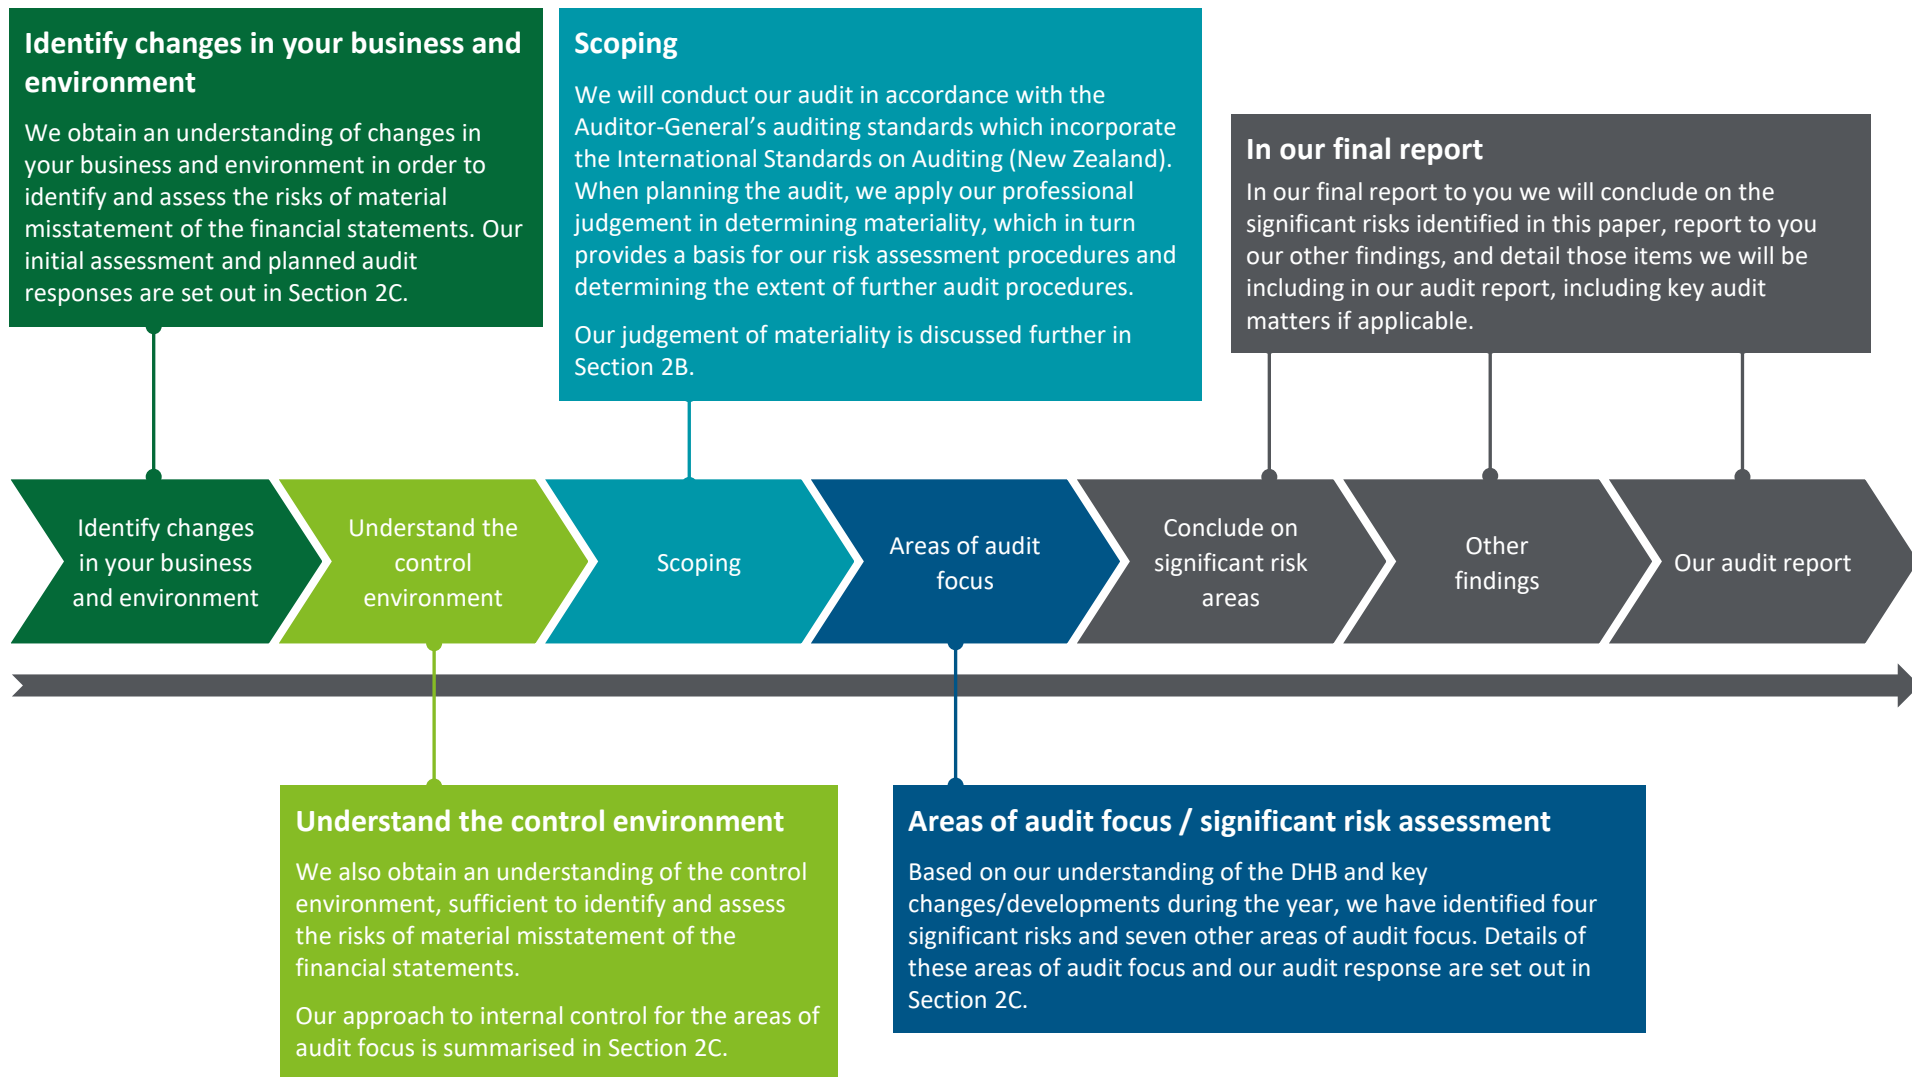 Identify changes in your business and
environment
We obtain an understanding of changes in
your business and environment in order to
identify and assess the risks of material
misstatement of the financial statements. Our
initial assessment and planned audit
responses are set out in Section 2C.
Scoping
We will conduct our audit in accordance with the
Auditor-General’s auditing standards which incorporate
the International Standards on Auditing (New Zealand).
When planning the audit, we apply our professional
judgement in determining materiality, which in turn
provides a basis for our risk assessment procedures and
determining the extent of further audit procedures.
Our judgement of materiality is discussed further in
Section 2B.
In our final report
In our final report to you we will conclude on the
significant risks identified in this paper, report to you
our other findings, and detail those items we will be
including in our audit report, including key audit
matters if applicable.
Identify changes
in your business
and environment
Understand the
control
environment
Scoping
Areas of audit
focus
Conclude on
significant risk
areas
Other
findings
Our audit report
Understand the control environment
We also obtain an understanding of the control
environment, sufficient to identify and assess
the risks of material misstatement of the
financial statements.
Our approach to internal control for the areas of
audit focus is summarised in Section 2C.
Areas of audit focus / significant risk assessment
Based on our understanding of the DHB and key
changes/developments during the year, we have identified four
significant risks and seven other areas of audit focus. Details of
these areas of audit focus and our audit response are set out in
Section 2C.